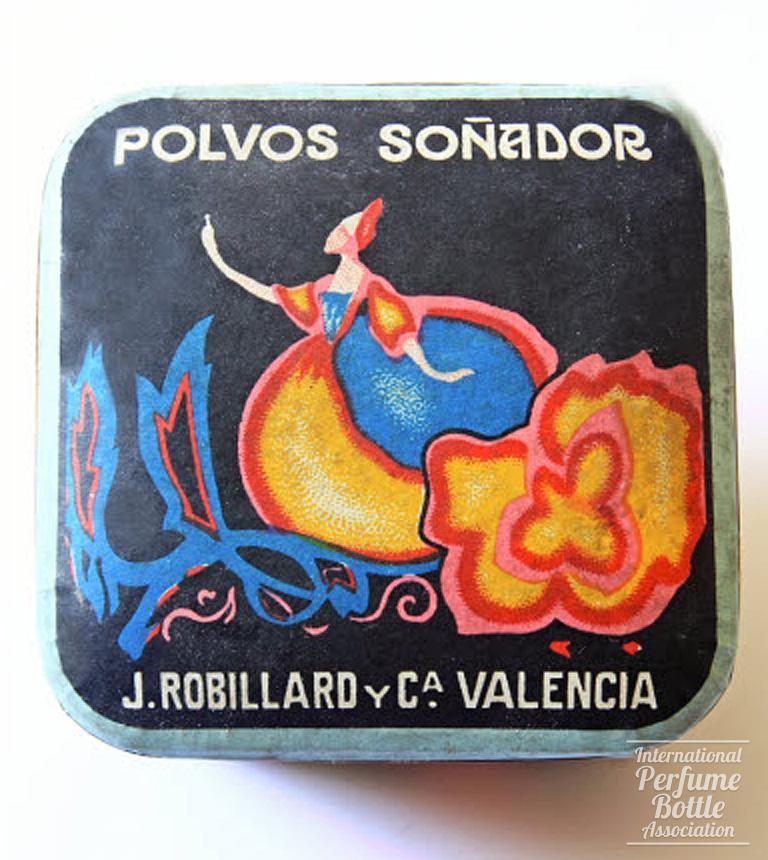 POLVOS SOÑADOR
J. ROBILLARD Y Cᴬ. VALENCIA
International
Perfume
Bottle
Association